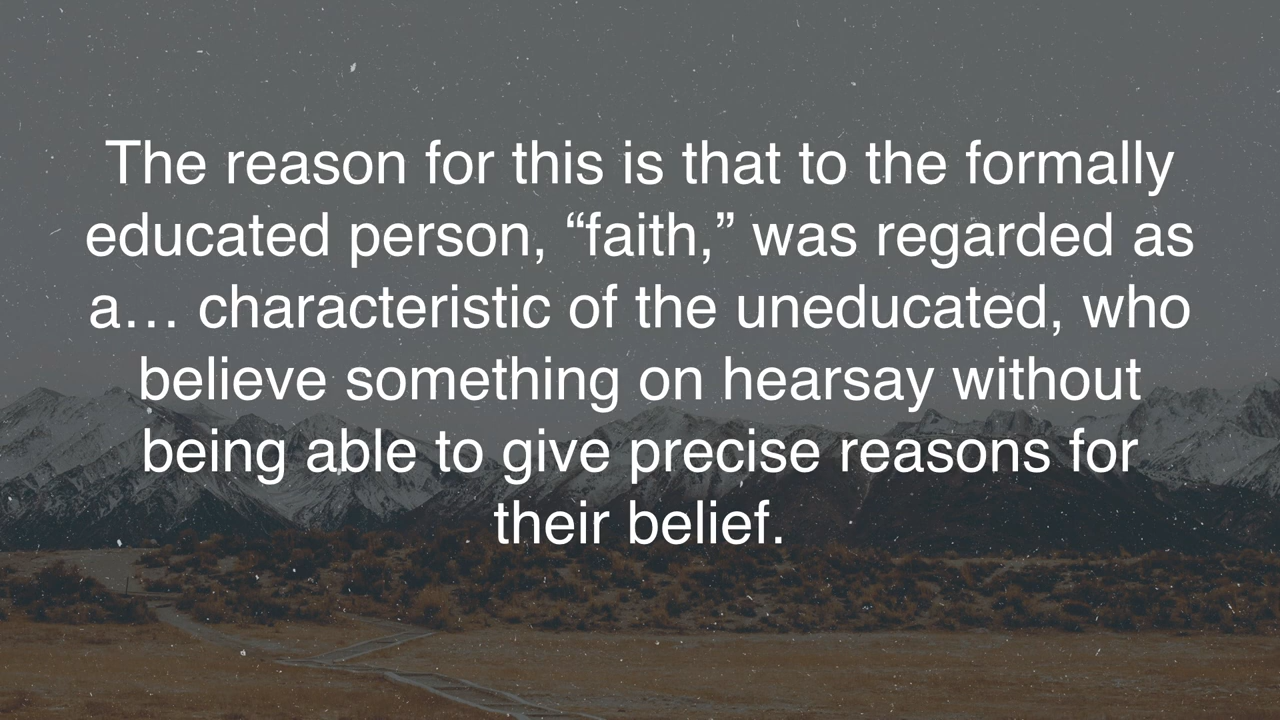 The reason for this is that to the formally
educated person, “faith,” was regarded as
a… characteristic of the uneducated, who
believe something on hearsay without
being able to give precise reasons for
their belief.